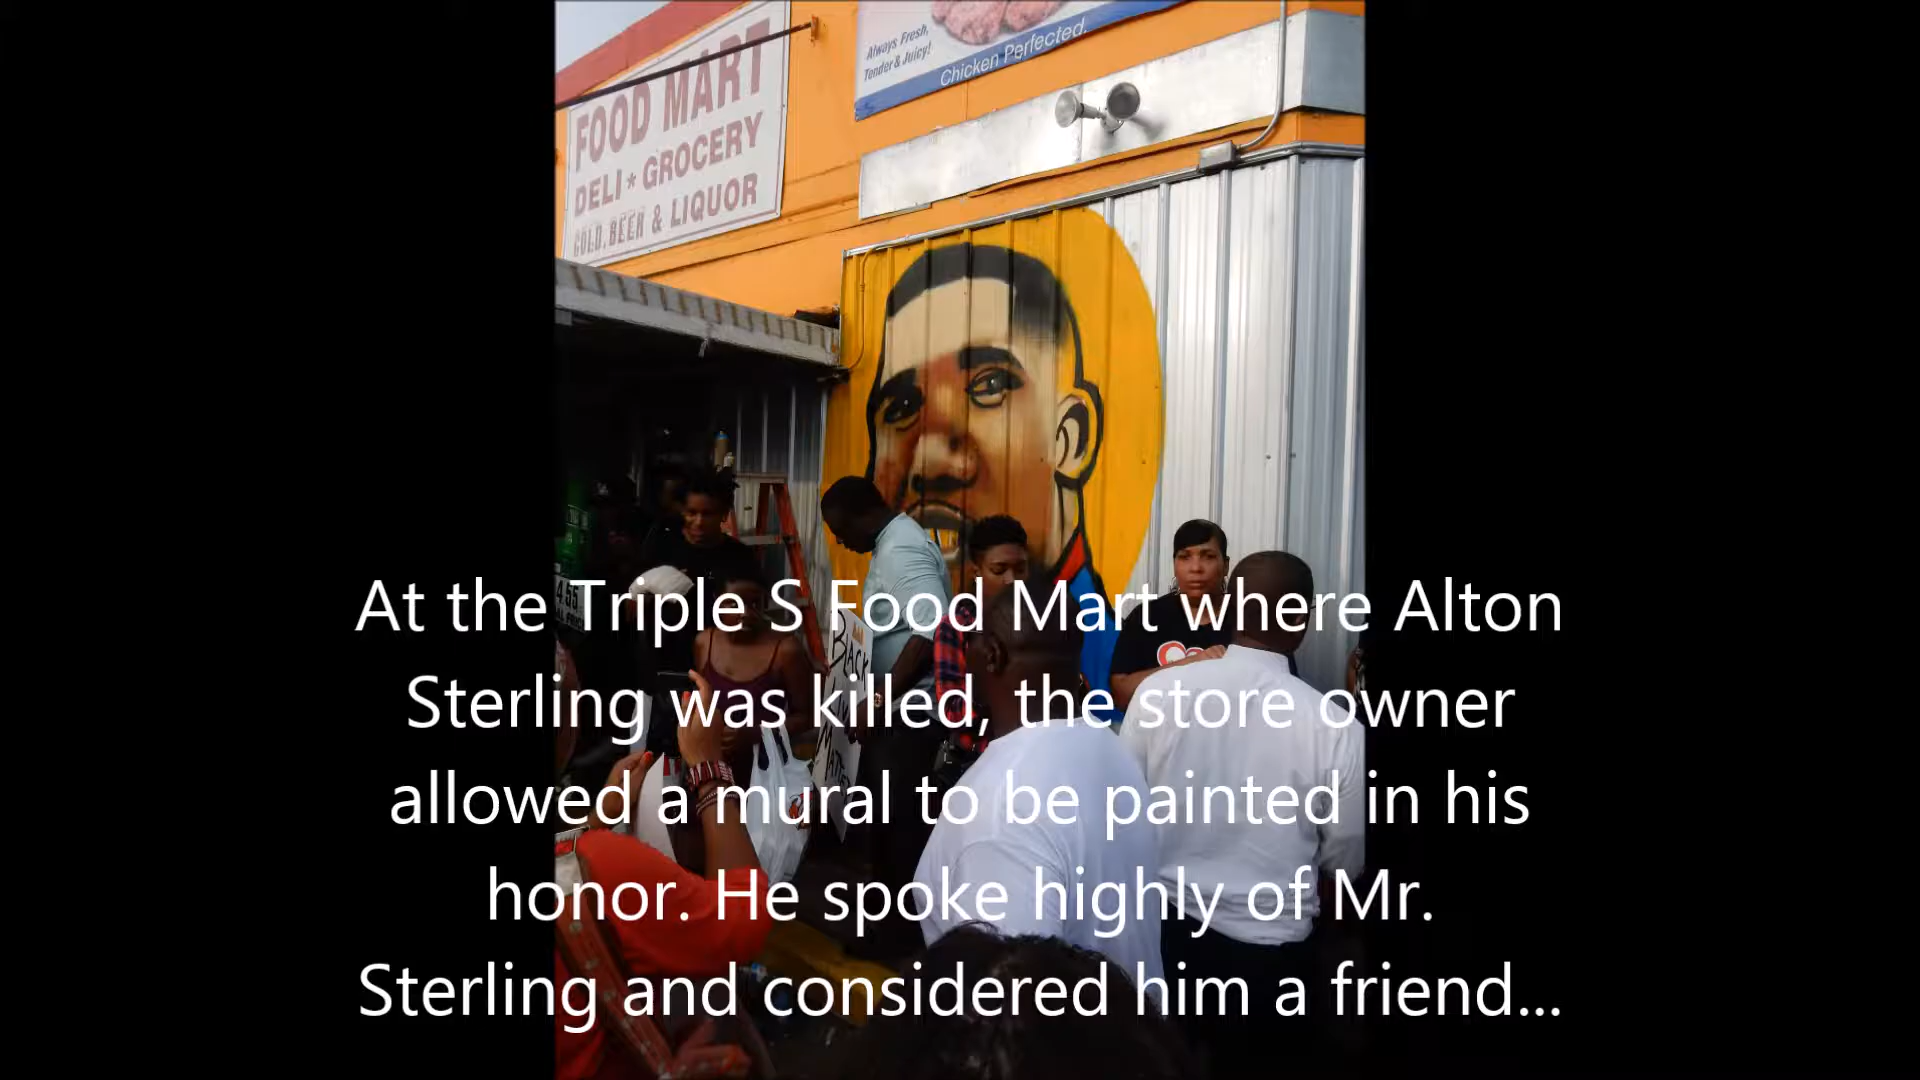 Always Fresh,
Tender & Juicy!
Chicken Perfected.
FOOD MART
DELI * GROCERY
COLD, BEER & LIQUOR
BLACK
At the Triple S Food Mart where Alton
Sterling was killed, the store owner
allowed a mural to be painted in his
honor. He spoke highly of Mr.
Sterling and considered him a friend...